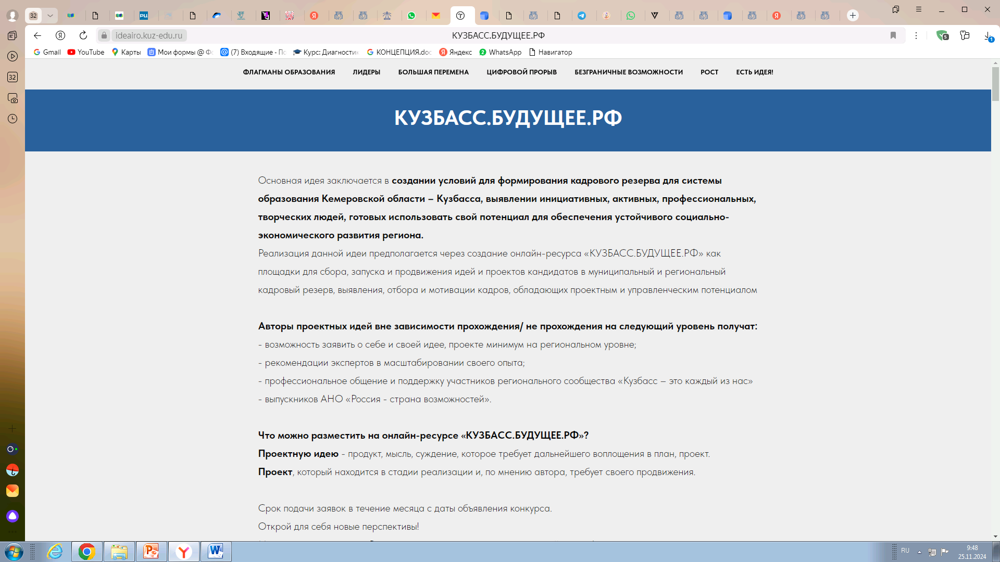 32
ideairo.kuz-edu.ru
КУЗБАСС.БУДУЩЕЕ.РФ
5
1
Gmail
YouTube
Карты
Мои формы @
(7) Входящие -
Курс:
КОНЦЕПЦИЯ.doc
Яндекс
2
WhatsApp
Навигатор
32
ФЛАГМАНЫ ОБРАЗОВАНИЯ
ЛИДЕРЫ
БОЛЬШАЯ ПЕРЕМЕНА
ЦИФРОВОЙ ПРОРЫВ
БЕЗГРАНИЧНЫЕ ВОЗМОЖНОСТИ
РОСТ
ЕСТЬ ИДЕЯ!
КУЗБАСС.БУДУЩЕЕ.РФ
Основная идея заключается в создании условий для формирования кадрового резерва для системы
образования Кемеровской области – Кузбасса, выявлении инициативных, активных, профессиональных,
творческих людей, готовых использовать свой потенциал для обеспечения устойчивого социально-
экономического развития региона.
Реализация данной идеи предполагается через создание онлайн-ресурса «КУЗБАСС.БУДУЩЕЕ.РФ» как
площадки для сбора, запуска и продвижения идей и проектов кандидатов в муниципальный и региональный
кадровый резерв, выявления, отбора и мотивации кадров, обладающих проектным и управленческим потенциалом
Авторы проектных идей вне зависимости прохождения/ не прохождения на следующий уровень получат:
- возможность заявить о себе и своей идее, проекте минимум на региональном уровне;
- рекомендации экспертов в масштабировании своего опыта;
- профессиональное общение и поддержку участников регионального сообщества «Кузбасс – это каждый из нас»
- выпускников АНО «Россия - страна возможностей».
Что можно разместить на онлайн-ресурсе «КУЗБАСС.БУДУЩЕЕ.РФ»?
Проектную идею - продукт, мысль, суждение, которое требует дальнейшего воплощения в план, проект.
Проект, который находится в стадии реализации и, по мнению автора, требует своего продвижения.
Срок подачи заявок в течение месяца с даты объявления конкурса.
Открой для себя новые перспективы!
RU
9:48
25.11.2024